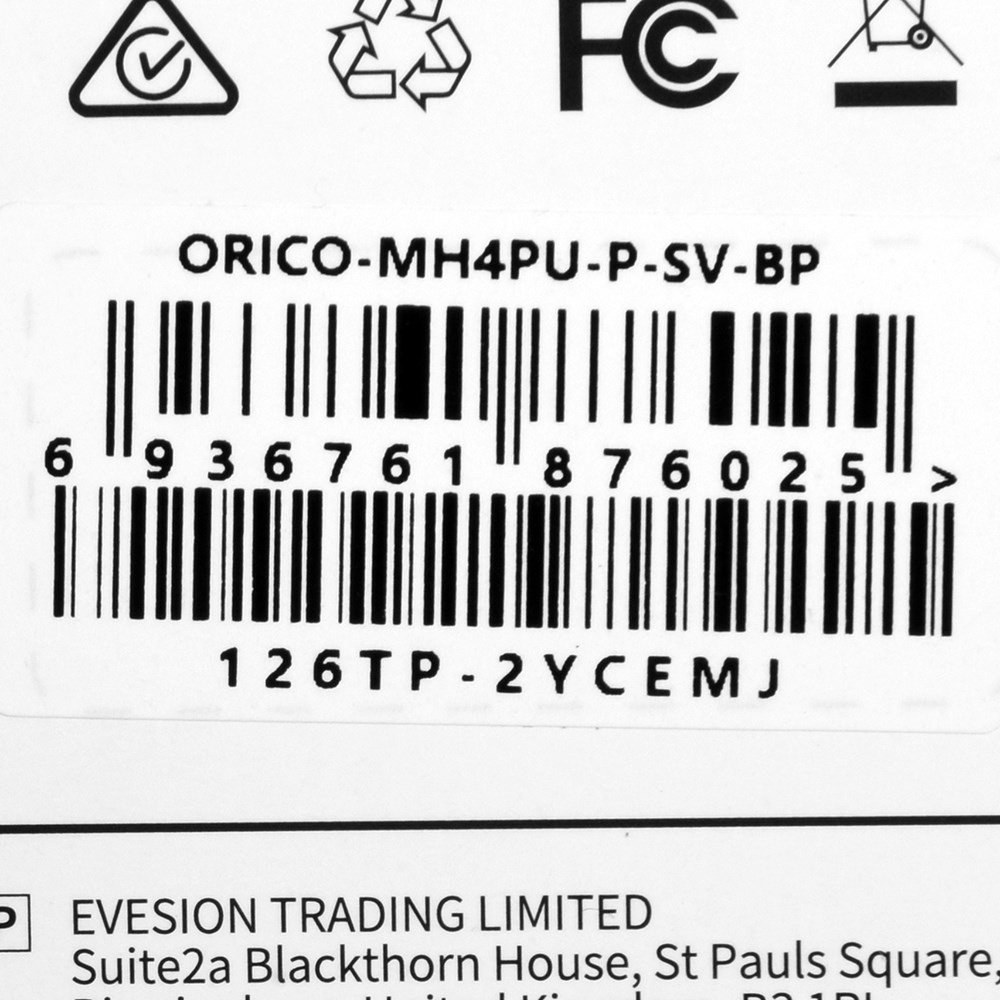 FC
ORICO-MH4PU-P-SV-BP
6 936761 876025 >
126TP-2YCEMJ
P
EVESION TRADING LIMITED
Suite2a Blackthorn House, St Pauls Square,